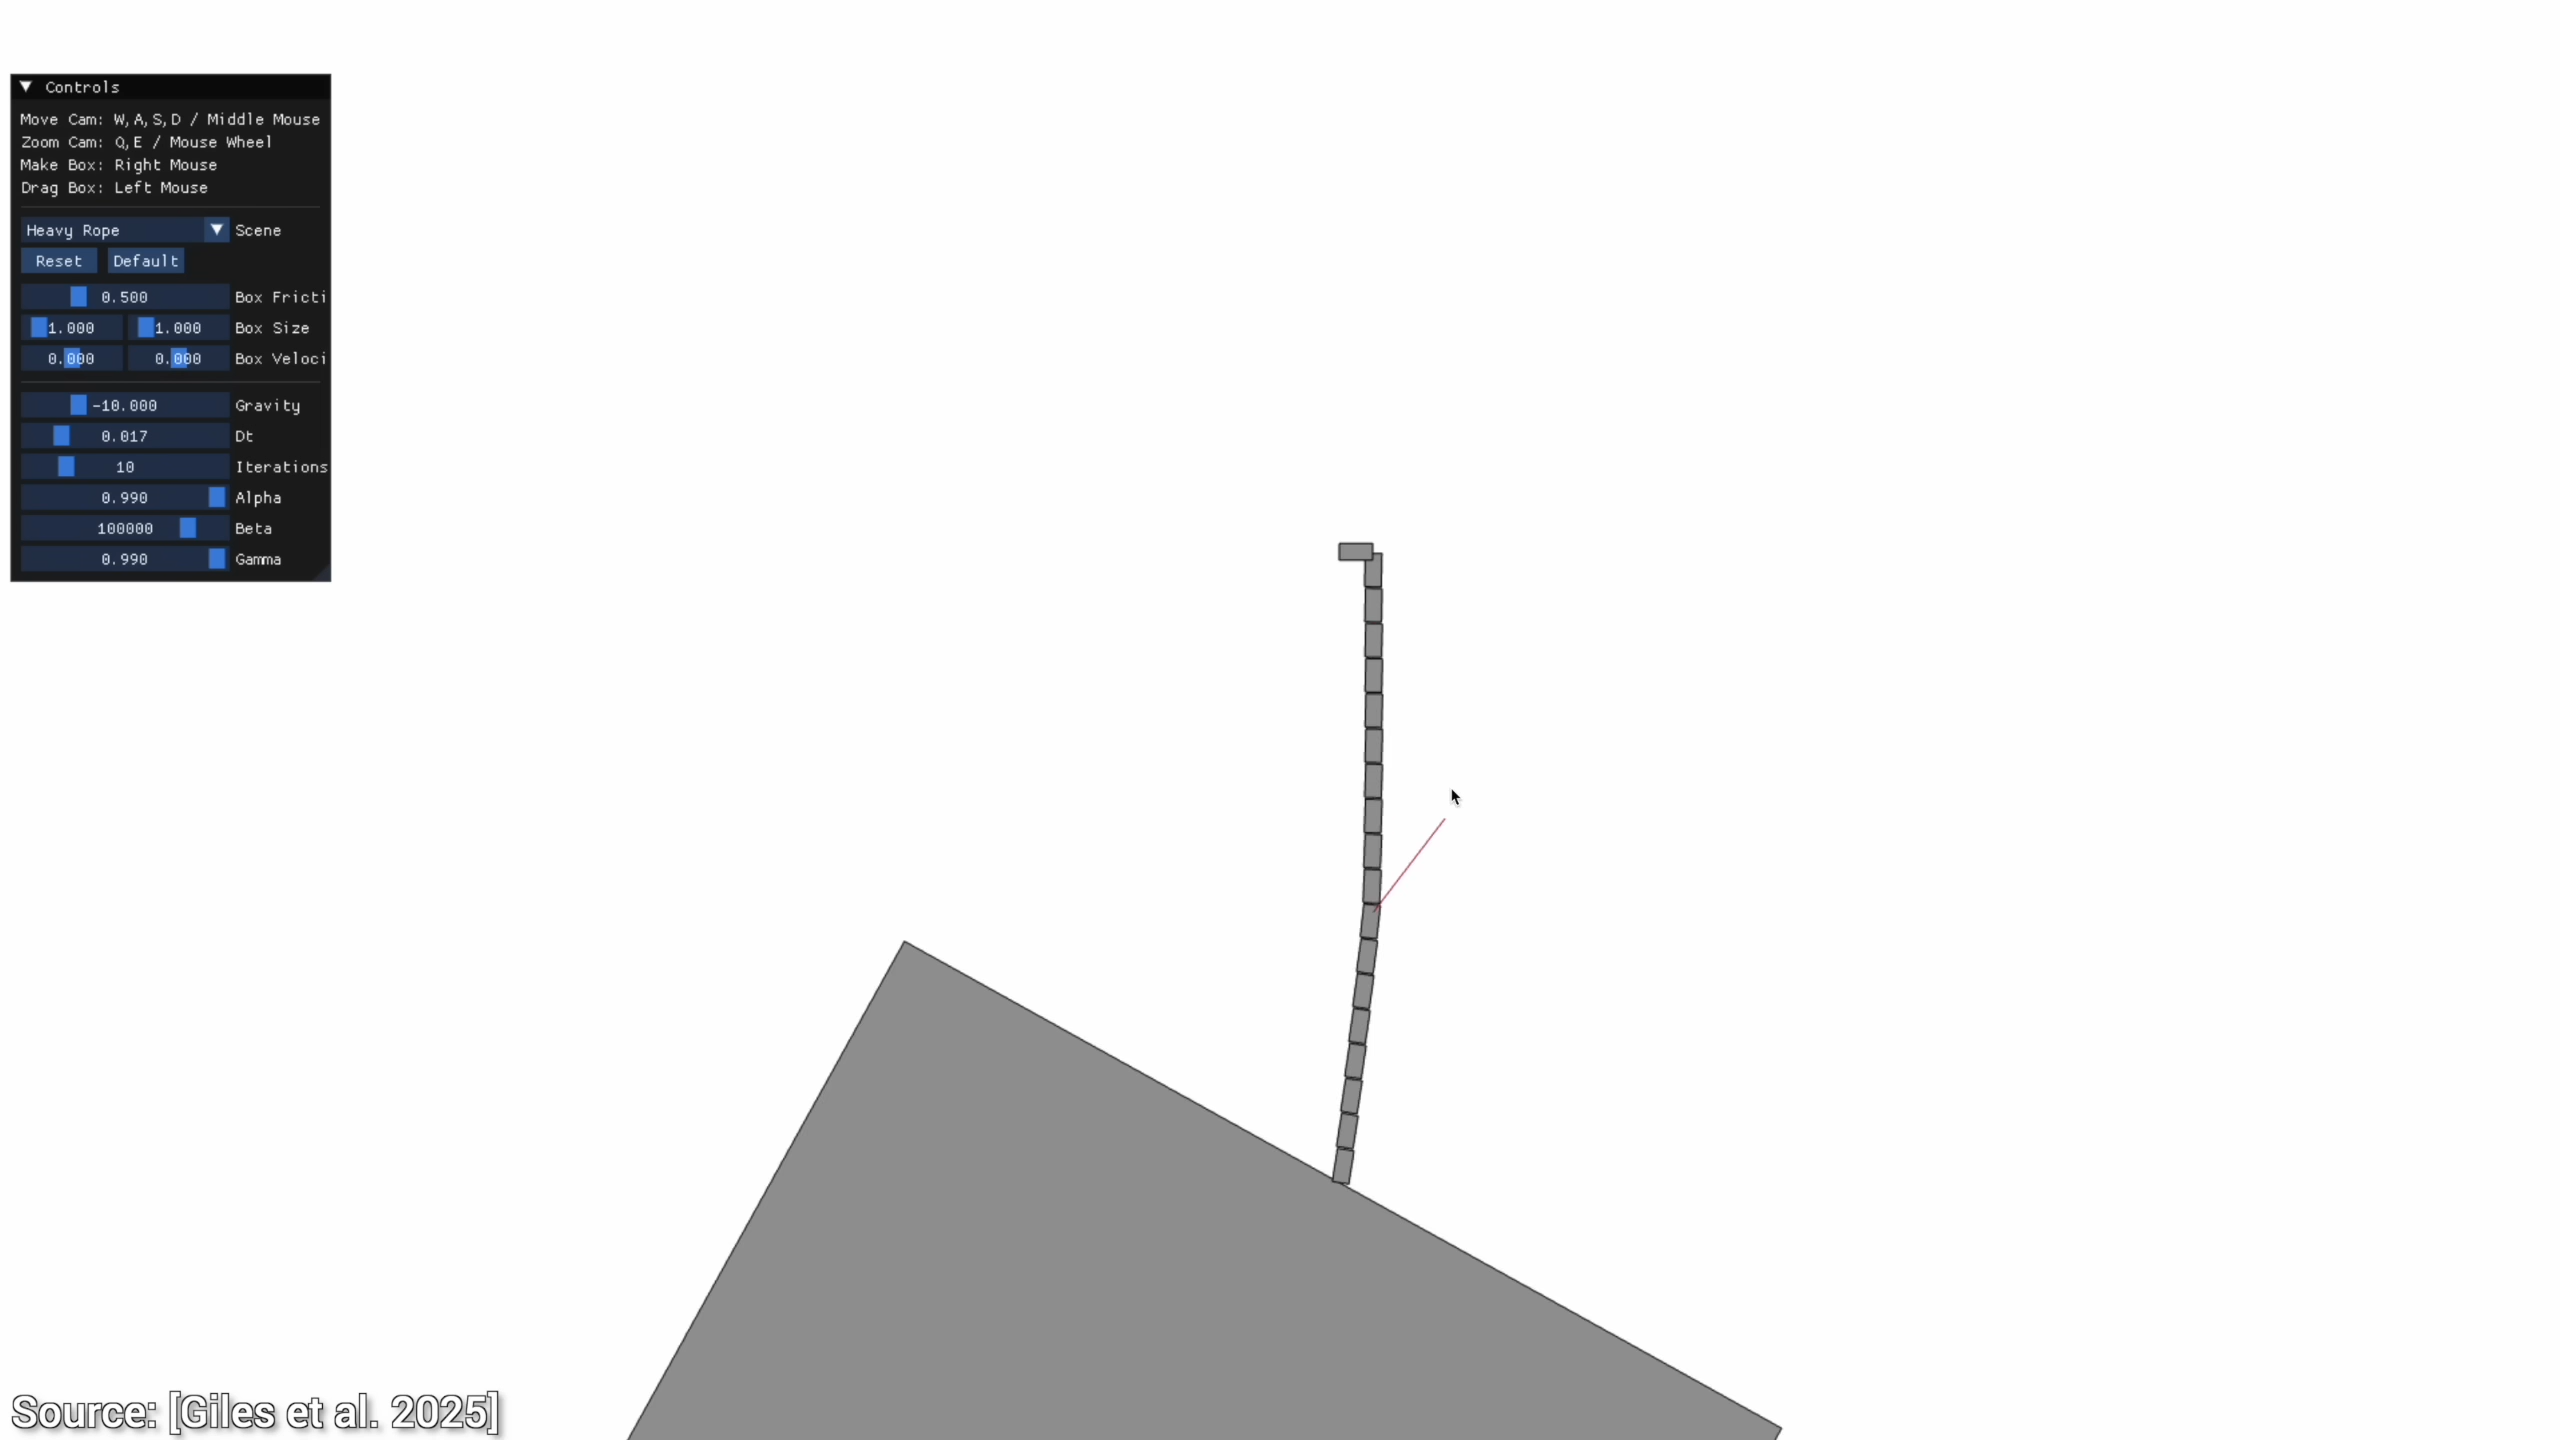 Controls
Move Cam: W,A,S,D / Middle Mouse
Zoom Cam: Q,E / Mouse Wheel
Make Box: Right Mouse
Drag Box: Left Mouse
Heavy Rope Scene
Reset Default
0.500 Box Fricti
1.000 1.000 Box Size
0.000 0.000 Box Veloci
-10.000 Gravity
0.017 Dt
10 Iterations
0.990 Alpha
100000 Beta
0.990 Gamma
Source: [Giles et al. 2025]